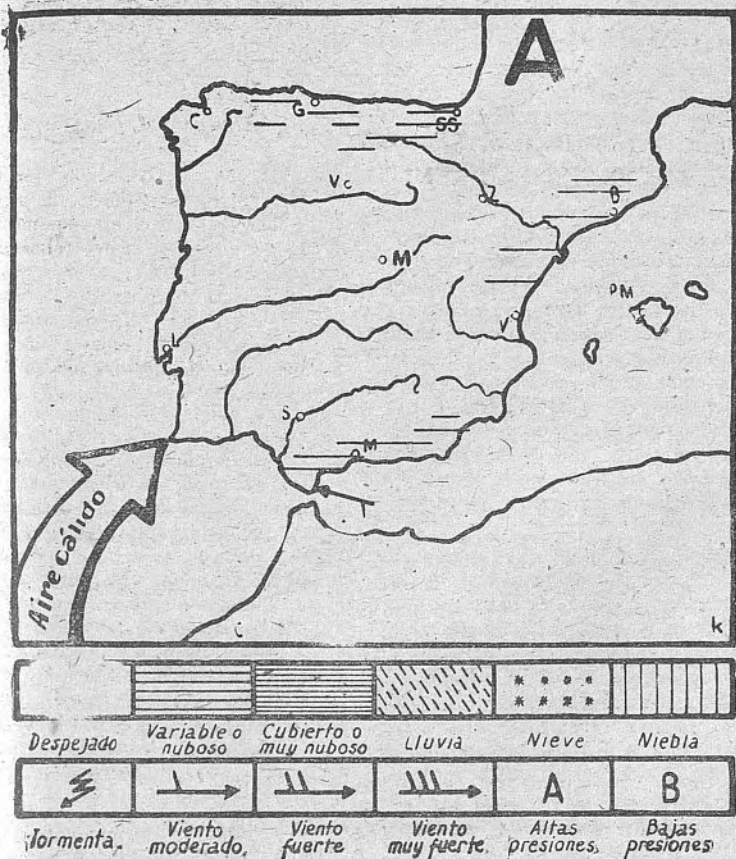 A
C
G
SS
Vc
Z
B
M
PM
L
V
S
M
Aire cálido
k
Despejado
Variable o nuboso
Cubierto o muy nuboso
Lluvia
Nieve
Niebla
A
B
Tormenta.
Viento moderado,
Viento fuerte
Viento muy fuerte.
Altas presiones,
Bajas presiones